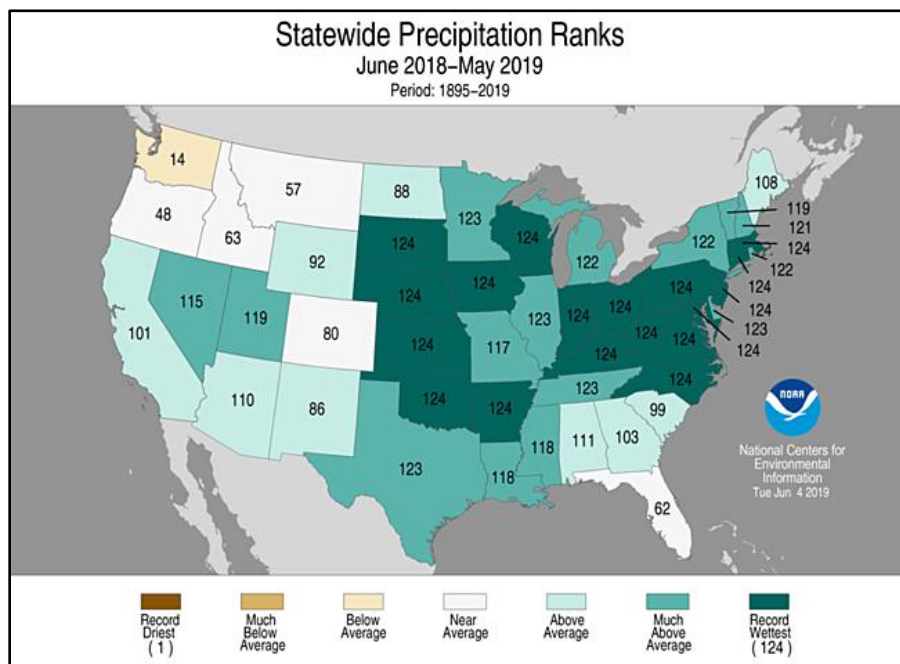 Statewide Precipitation Ranks
June 2018–May 2019
Period: 1895–2019
14
57
88
123
108
48
63
92
124
124
122
122
119
121
124
122
124
124
123
124
115
119
80
124
124
123
124
124
124
124
124
101
124
117
124
124
110
86
124
124
123
99
123
118
118
111
103
62
NOAA
National Centers for
Environmental
Information
Tue Jun 4 2019
Record
Driest
(1)
Much
Below
Average
Below
Average
Near
Average
Above
Average
Much
Above
Average
Record
Wettest
(124)